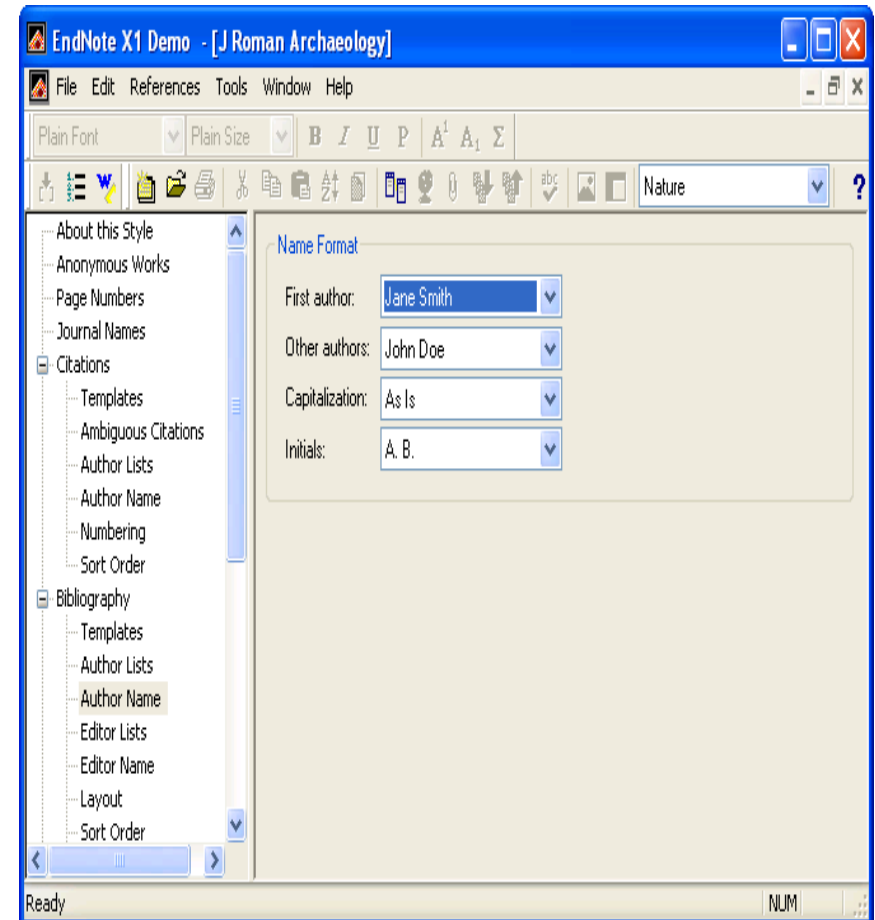 EndNote X1 Demo - [J Roman Archaeology]
File Edit References Tools Window Help
Plain Font Plain Size B I U P A1 A1 Σ
abc Nature ?
About this Style
Anonymous Works
Page Numbers
Journal Names
Citations
Templates
Ambiguous Citations
Author Lists
Author Name
Numbering
Sort Order
Bibliography
Templates
Author Lists
Author Name
Editor Lists
Editor Name
Layout
Sort Order
Name Format
First author: Jane Smith
Other authors: John Doe
Capitalization: As Is
Initials: A. B.
Ready NUM